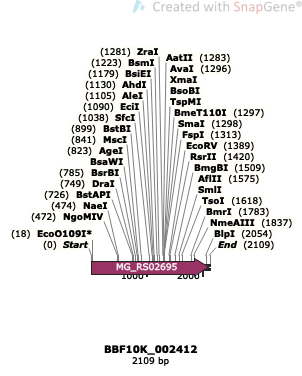 Created with SnapGene®
(1281) ZraI
(1223) BsmI
(1179) BsiEI
(1130) AhdI
(1105) AleI
(1090) EciI
(1038) SfcI
(899) BstBI
(841) MscI
(823) AgeI
BsaWI
(785) BsrBI
(749) DraI
(726) BstAPI
(474) NaeI
(472) NgoMIV
(18) EcoO109I*
(0) Start
AatII (1283)
AvaI (1296)
XmaI
BsoBI
TspMI
BmeT110I (1297)
SmaI (1298)
FspI (1313)
EcoRV (1389)
RsrII (1420)
BmgBI (1509)
AflII (1575)
SmlI
TsoI (1618)
BmrI (1783)
NmeAIII (1837)
BlpI (2054)
End (2109)
MG_RS02695
1000 2000
BBF10K_002412
2109 bp